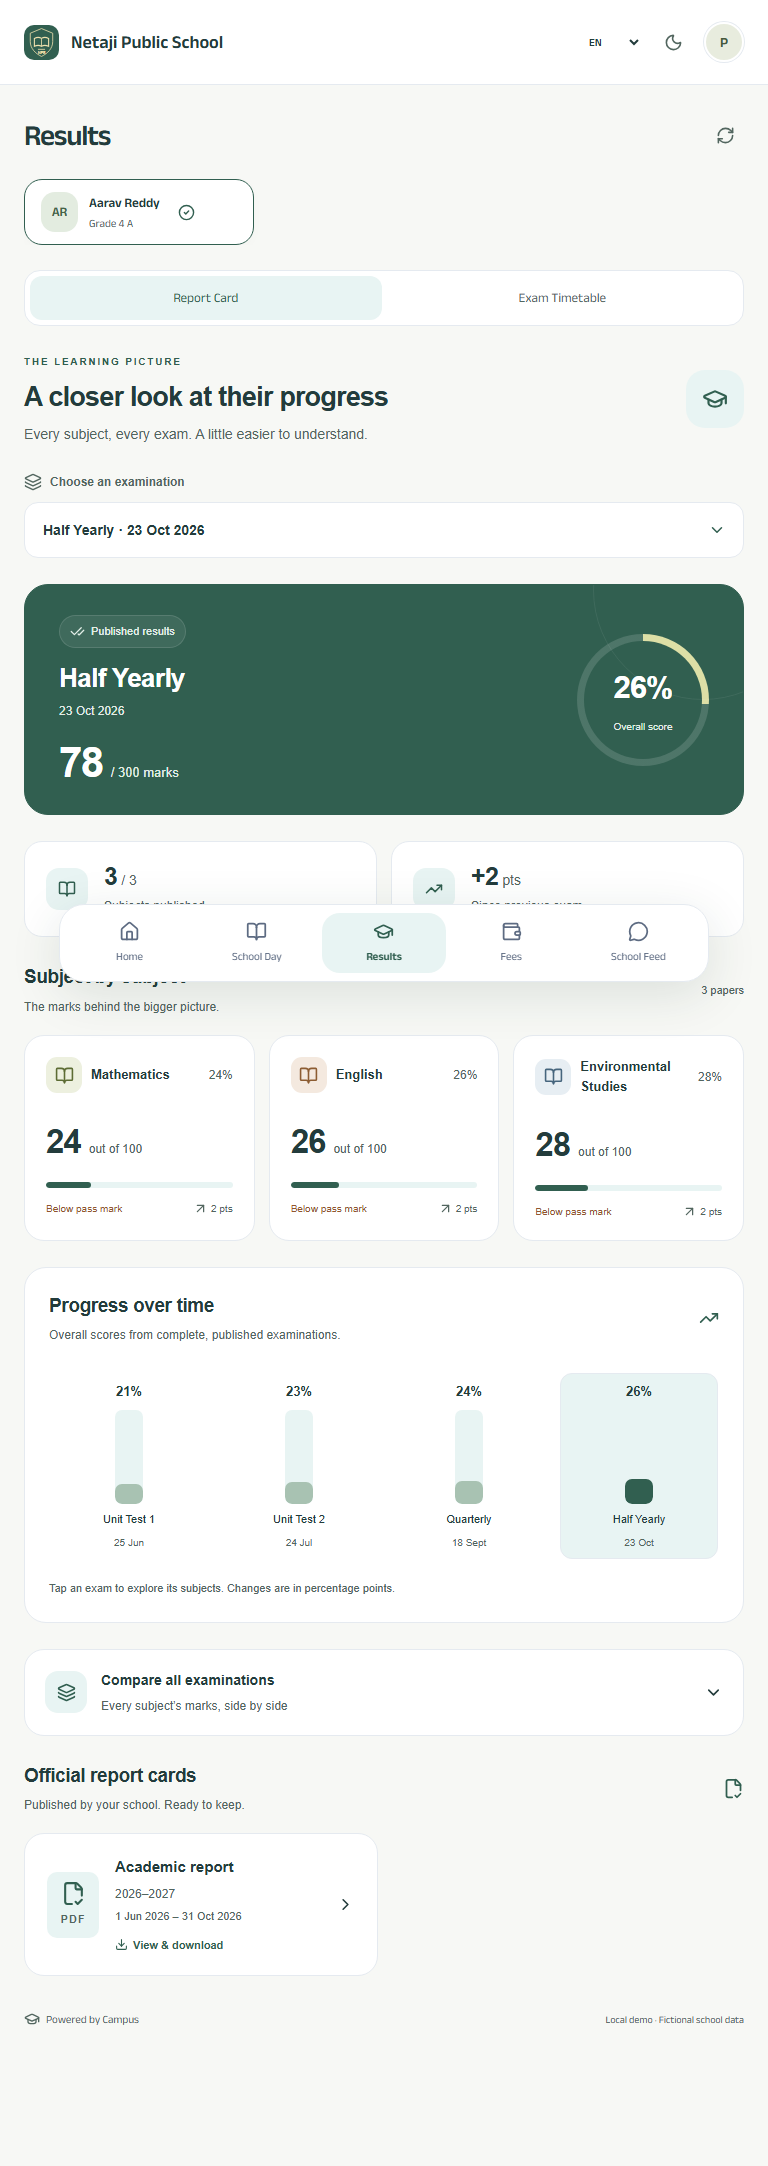 Netaji Public School
EN
P
Results
AR
Aarav Reddy
Grade 4 A
Report Card
Exam Timetable
THE LEARNING PICTURE
A closer look at their progress
Every subject, every exam. A little easier to understand.
Choose an examination
Half Yearly · 23 Oct 2026
Published results
Half Yearly
23 Oct 2026
78 / 300 marks
26%
Overall score
3 / 3
+2 pts
Home
School Day
Results
Fees
School Feed
3 papers
The marks behind the bigger picture.
Mathematics 24%
24 out of 100
Below pass mark 2 pts
English 26%
26 out of 100
Below pass mark 2 pts
Environmental
Studies
28%
28 out of 100
Below pass mark 2 pts
Progress over time
Overall scores from complete, published examinations.
21%
Unit Test 1
25 Jun
23%
Unit Test 2
24 Jul
24%
Quarterly
18 Sept
26%
Half Yearly
23 Oct
Tap an exam to explore its subjects. Changes are in percentage points.
Compare all examinations
Every subject's marks, side by side
Official report cards
Published by your school. Ready to keep.
PDF
Academic report
2026–2027
1 Jun 2026 – 31 Oct 2026
View & download
Powered by Campus
Local demo · Fictional school data